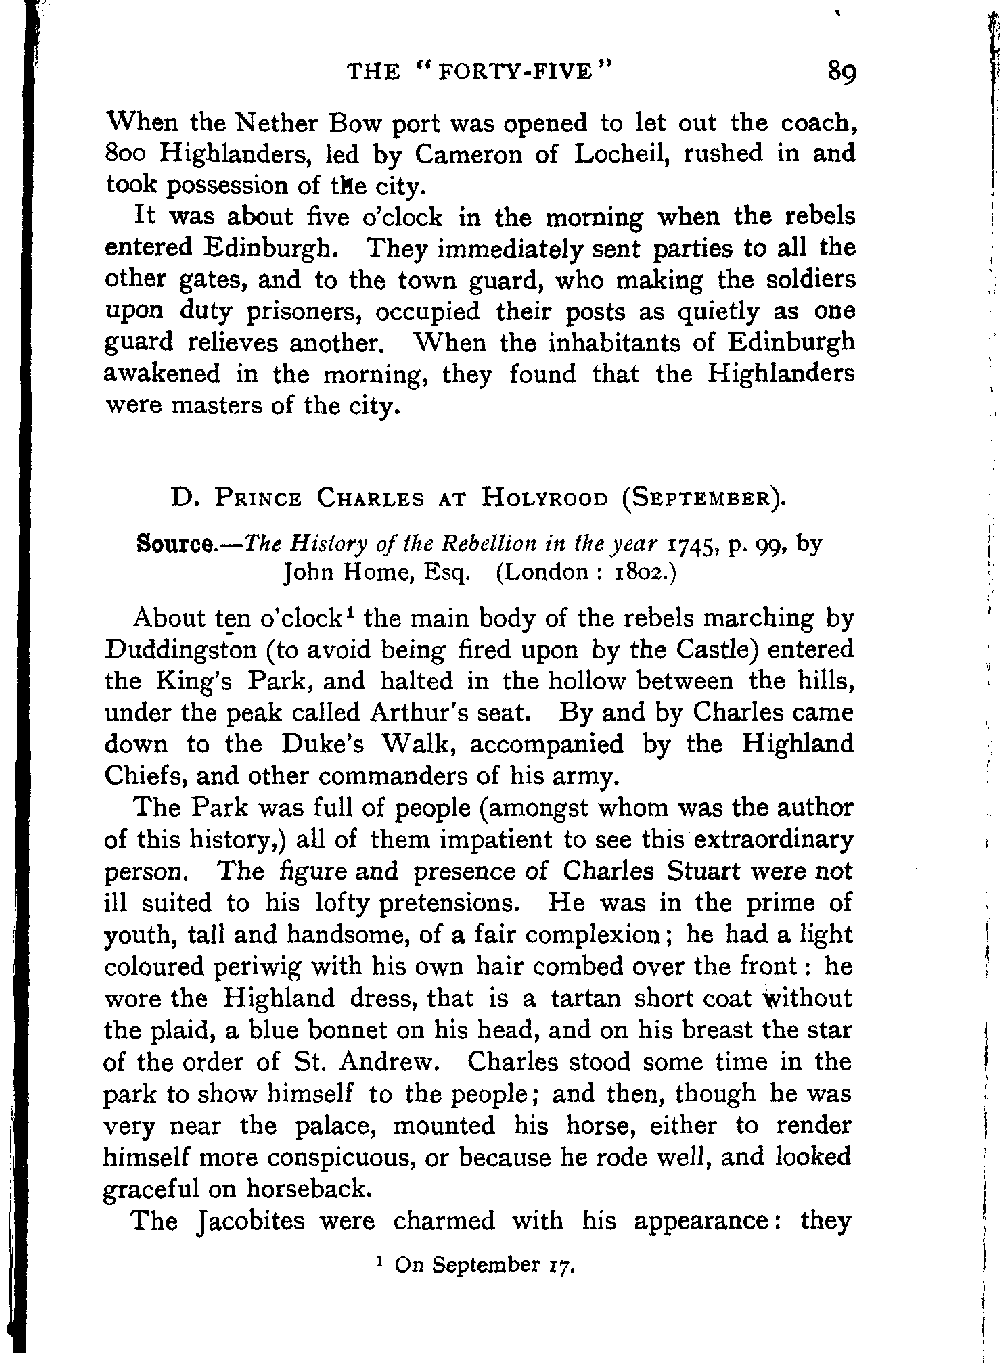 THE "FORTY-FIVE" 89
When the Nether Bow port was opened to let out the coach,
800 Highlanders, led by Cameron of Locheil, rushed in and
took possession of the city.
It was about five o'clock in the morning when the rebels
entered Edinburgh. They immediately sent parties to all the
other gates, and to the town guard, who making the soldiers
upon duty prisoners, occupied their posts as quietly as one
guard relieves another. When the inhabitants of Edinburgh
awakened in the morning, they found that the Highlanders
were masters of the city.
D. PRINCE CHARLES AT HOLYROOD (SEPTEMBER).
Source.—The History of the Rebellion in the year 1745, p. 99, by
John Home, Esq. (London : 1802.)
About ten o'clock¹ the main body of the rebels marching by
Duddingston (to avoid being fired upon by the Castle) entered
the King's Park, and halted in the hollow between the hills,
under the peak called Arthur's seat. By and by Charles came
down to the Duke's Walk, accompanied by the Highland
Chiefs, and other commanders of his army.
The Park was full of people (amongst whom was the author
of this history,) all of them impatient to see this extraordinary
person. The figure and presence of Charles Stuart were not
ill suited to his lofty pretensions. He was in the prime of
youth, tall and handsome, of a fair complexion; he had a light
coloured periwig with his own hair combed over the front : he
wore the Highland dress, that is a tartan short coat without
the plaid, a blue bonnet on his head, and on his breast the star
of the order of St. Andrew. Charles stood some time in the
park to show himself to the people; and then, though he was
very near the palace, mounted his horse, either to render
himself more conspicuous, or because he rode well, and looked
graceful on horseback.
The Jacobites were charmed with his appearance: they
¹ On September 17.